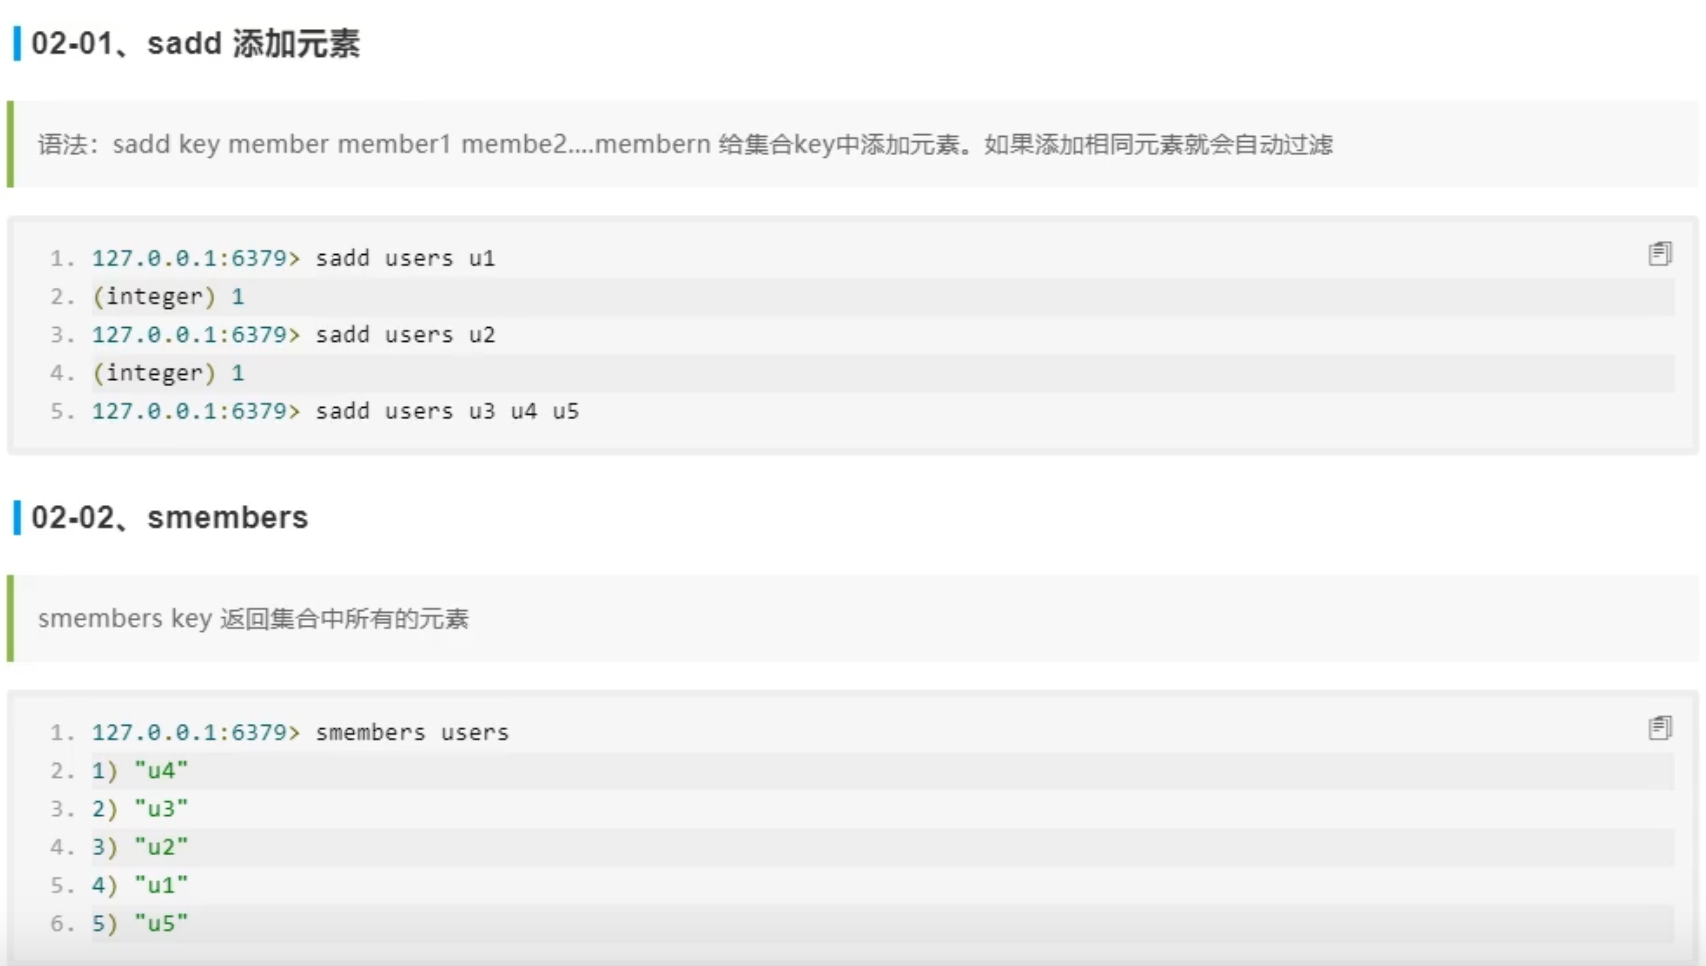 02-01、sadd 添加元素
语法：sadd key member member1 membe2....membern 给集合key中添加元素。如果添加相同元素就会自动过滤
1. 127.0.0.1:6379> sadd users u1
2. (integer) 1
3. 127.0.0.1:6379> sadd users u2
4. (integer) 1
5. 127.0.0.1:6379> sadd users u3 u4 u5
02-02、smembers
smembers key 返回集合中所有的元素
1. 127.0.0.1:6379> smembers users
2. 1) "u4"
3. 2) "u3"
4. 3) "u2"
5. 4) "u1"
6. 5) "u5"